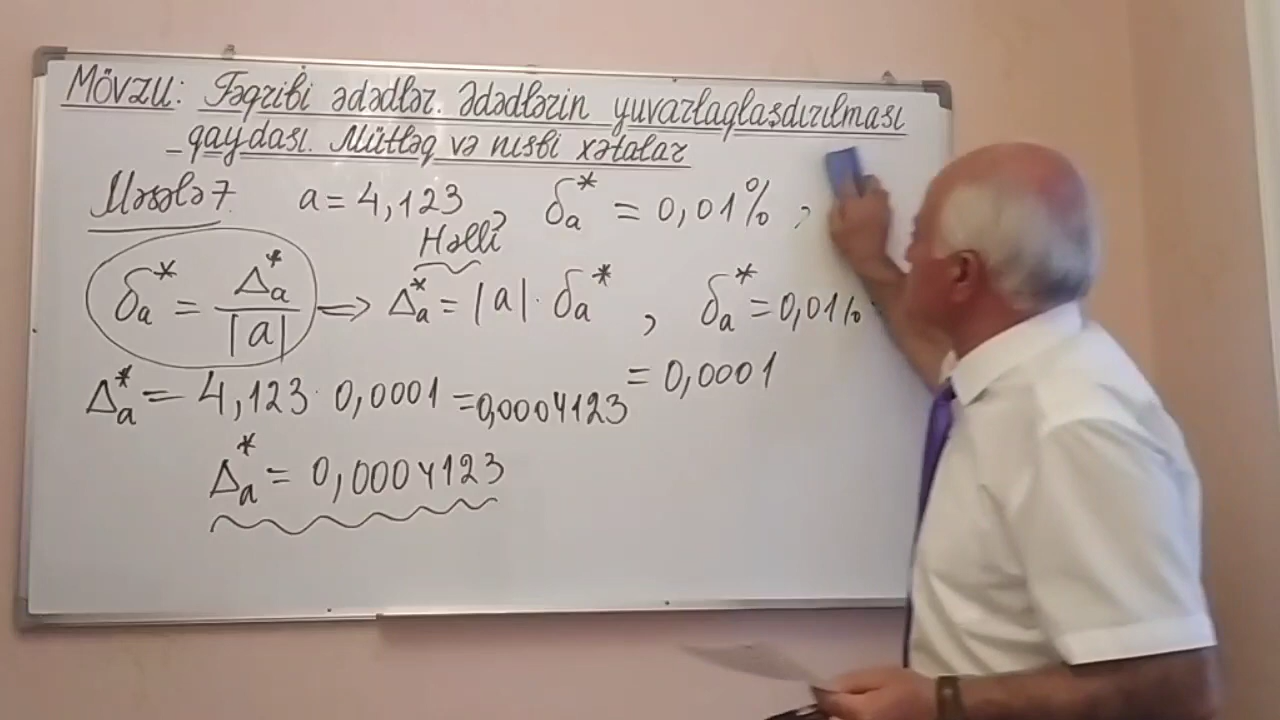 MÖVZU: Təqribi ədədlər. Ədədlərin yuvarlaqlaşdırılması
qaydası. Mütləq və nisbi xətalar
Məsələ 7. a = 4,123, δa* = 0,01%,
Həlli
δa* = Δa*/|a| ⇒ Δa* = |a| · δa*, δa* = 0,01%
= 0,0001
Δa* = 4,123 · 0,0001 = 0,0004123
Δa* = 0,0004123